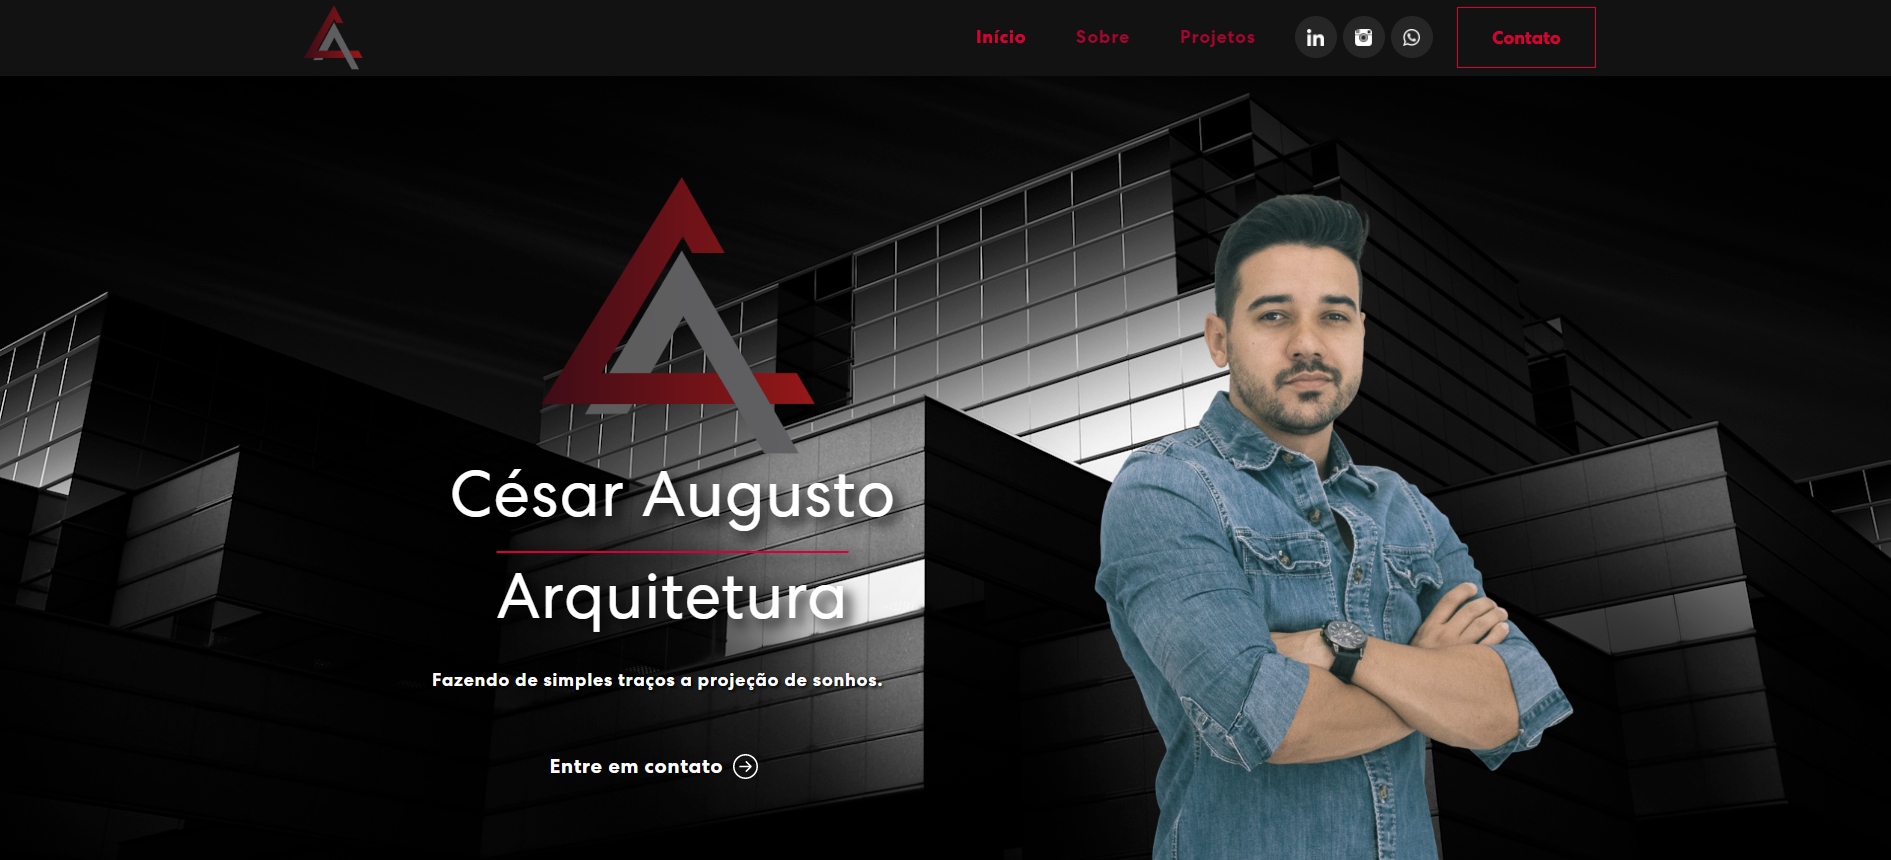 Início Sobre Projetos in Contato
César Augusto
Arquitetura
Fazendo de simples traços a projeção de sonhos.
Entre em contato